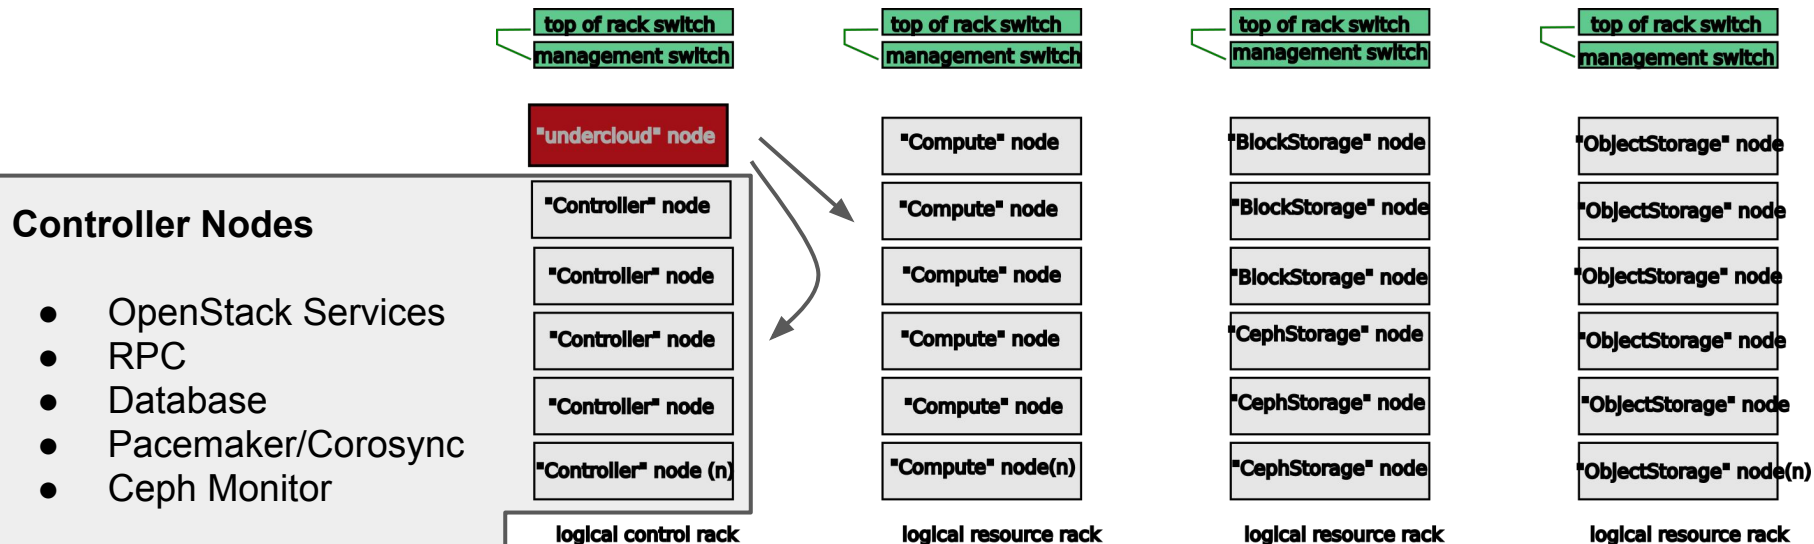 top of rack switch
management switch
top of rack switch
management switch
top of rack switch
management switch
top of rack switch
management switch
"undercloud" node
Controller Nodes
● OpenStack Services
● RPC
● Database
● Pacemaker/Corosync
● Ceph Monitor
"Controller" node
"Controller" node
"Controller" node
"Controller" node
"Controller" node (n)
logical control rack
"Compute" node
"Compute" node
"Compute" node
"Compute" node
"Compute" node
"Compute" node(n)
logical resource rack
"BlockStorage" node
"BlockStorage" node
"BlockStorage" node
"CephStorage" node
"CephStorage" node
"CephStorage" node
logical resource rack
"ObjectStorage" node
"ObjectStorage" node
"ObjectStorage" node
"ObjectStorage" node
"ObjectStorage" node
"ObjectStorage" node(n)
logical resource rack